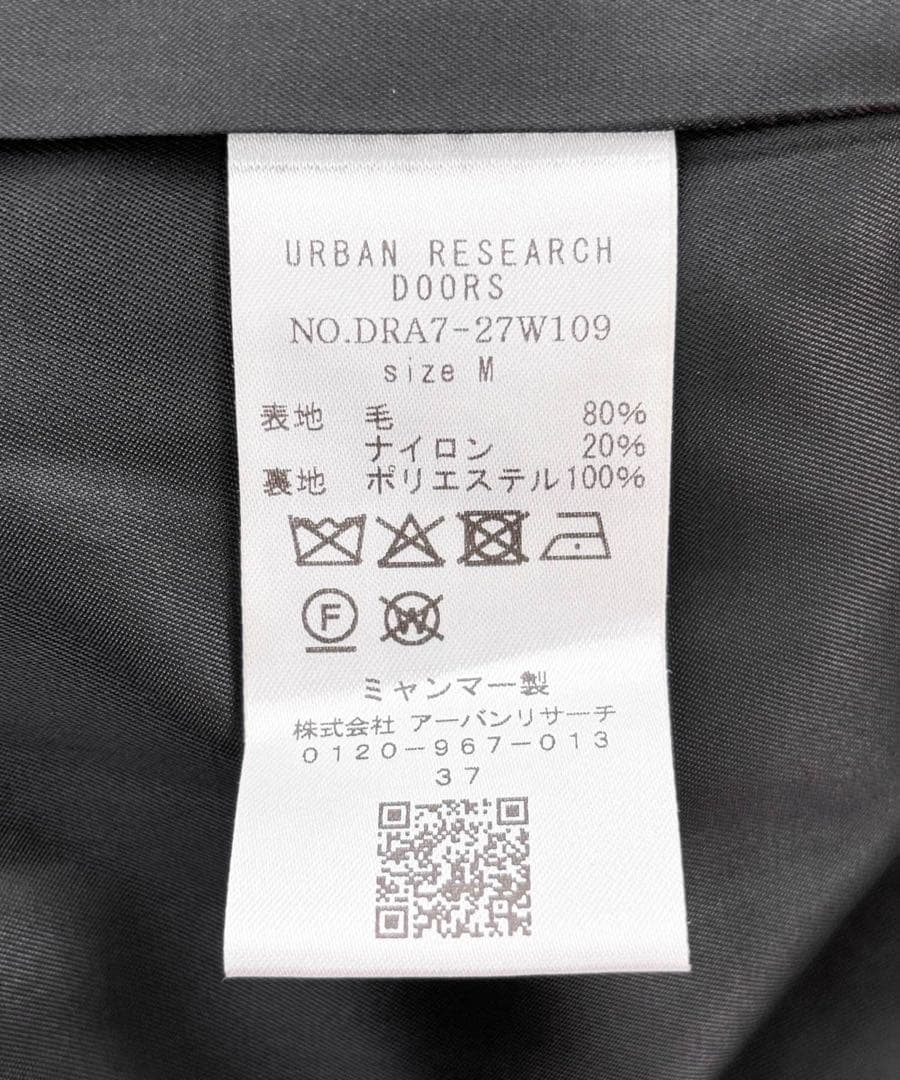 URBAN RESEARCH
DOORS
NO.DRA7-27W109
size M
表地 毛 80%
ナイロン 20%
裏地 ポリエステル100%
F W
ミャンマー製
株式会社 アーバンリサーチ
0120-967-013
37